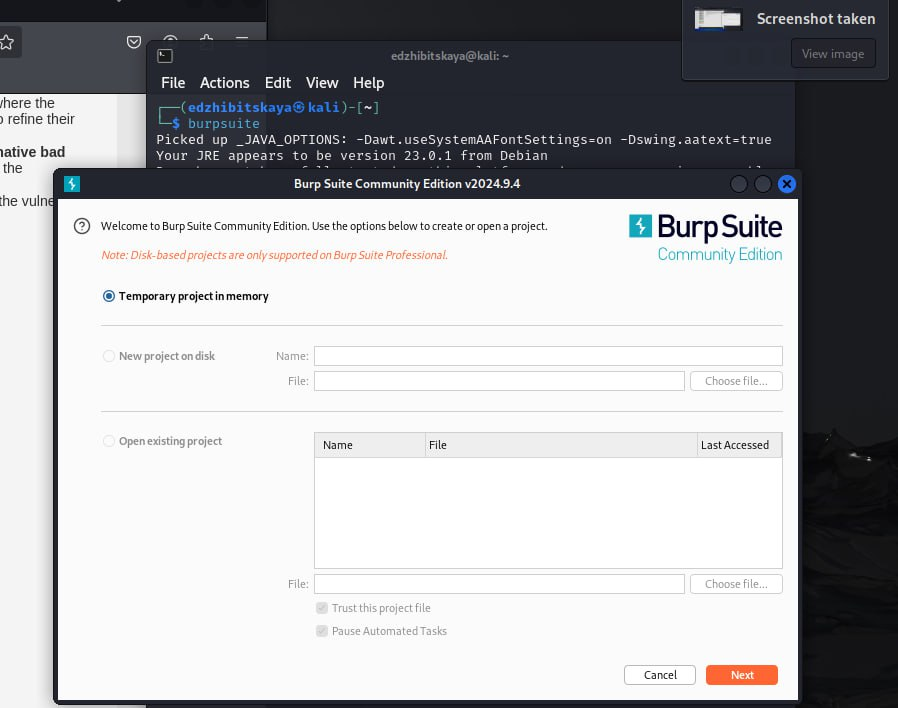 Screenshot taken
View image
edzhibitskaya@kali: ~
File Actions Edit View Help
where the
o refine their
native bad
the
the vulne
┌──(edzhibitskaya㉿kali)-[~]
└─$ burpsuite
Picked up _JAVA_OPTIONS: -Dawt.useSystemAAFontSettings=on -Dswing.aatext=true
Your JRE appears to be version 23.0.1 from Debian
Burp Suite Community Edition v2024.9.4
Welcome to Burp Suite Community Edition. Use the options below to create or open a project.
Note: Disk-based projects are only supported on Burp Suite Professional.
Burp Suite
Community Edition
Temporary project in memory
New project on disk
Name:
File:
Choose file...
Open existing project
Name File Last Accessed
File:
Choose file...
Trust this project file
Pause Automated Tasks
Cancel Next